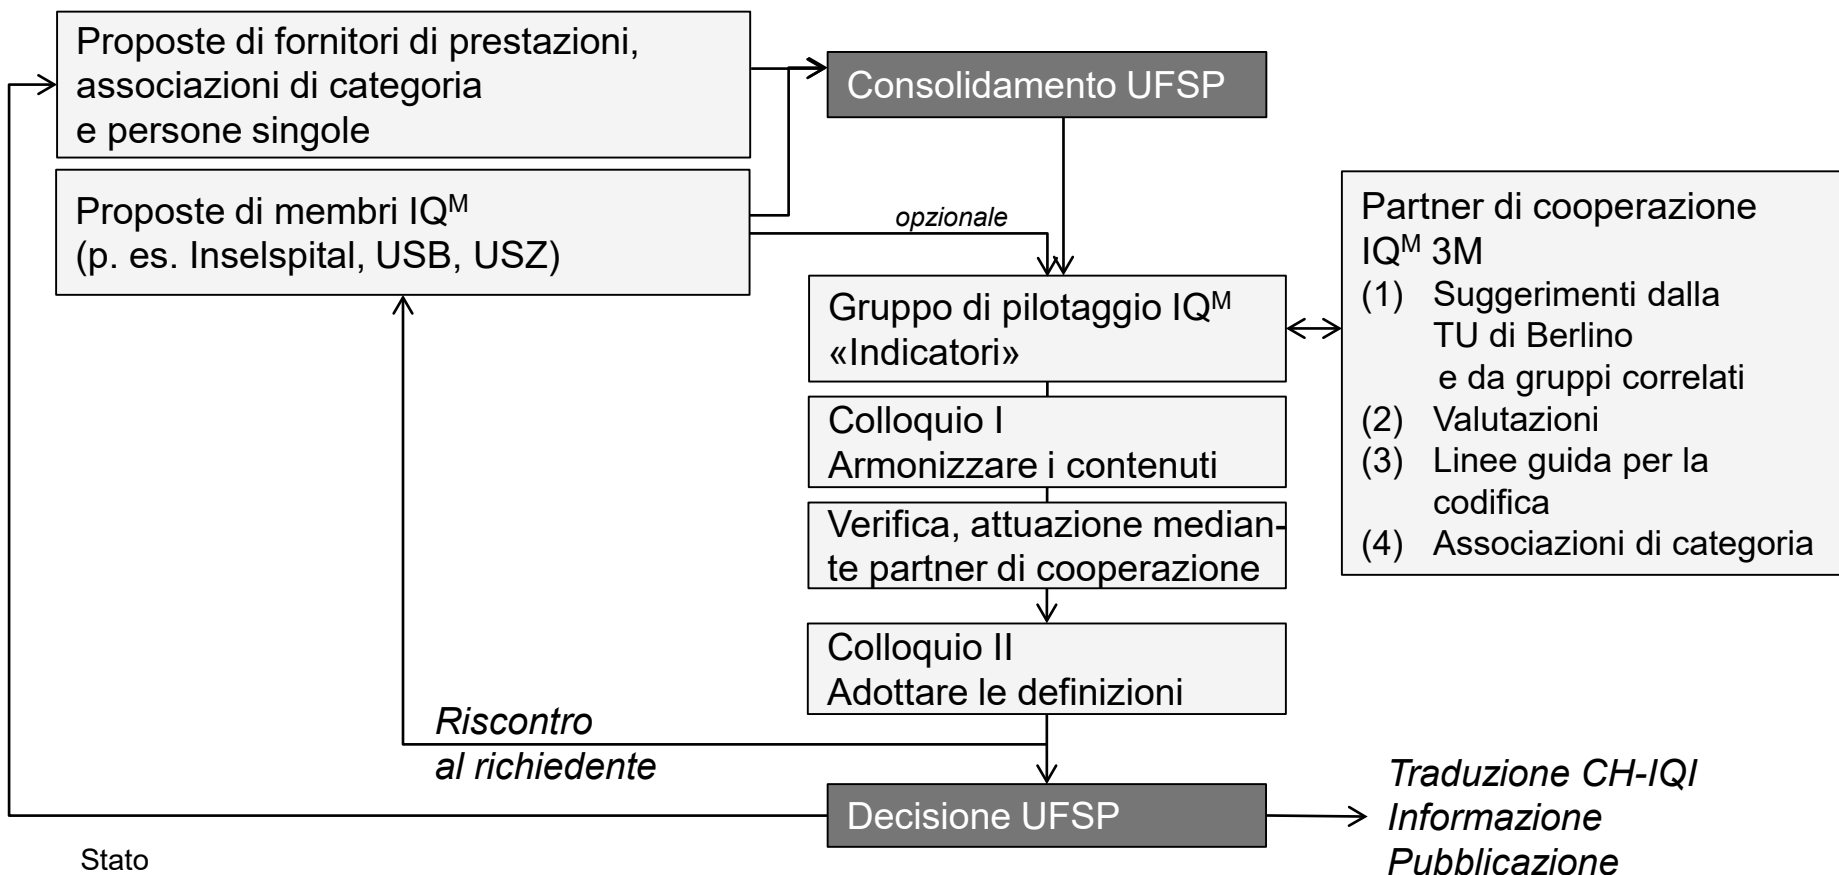 Proposte di fornitori di prestazioni,
associazioni di categoria
e persone singole
Consolidamento UFSP
Proposte di membri IQᴹ
(p. es. Inselspital, USB, USZ)
opzionale
Gruppo di pilotaggio IQᴹ
«Indicatori»
Partner di cooperazione
IQᴹ 3M
(1) Suggerimenti dalla
TU di Berlino
e da gruppi correlati
(2) Valutazioni
(3) Linee guida per la
codifica
(4) Associazioni di categoria
Colloquio I
Armonizzare i contenuti
Verifica, attuazione median-
te partner di cooperazione
Colloquio II
Adottare le definizioni
Riscontro
al richiedente
Decisione UFSP
Traduzione CH-IQI
Informazione
Pubblicazione
Stato